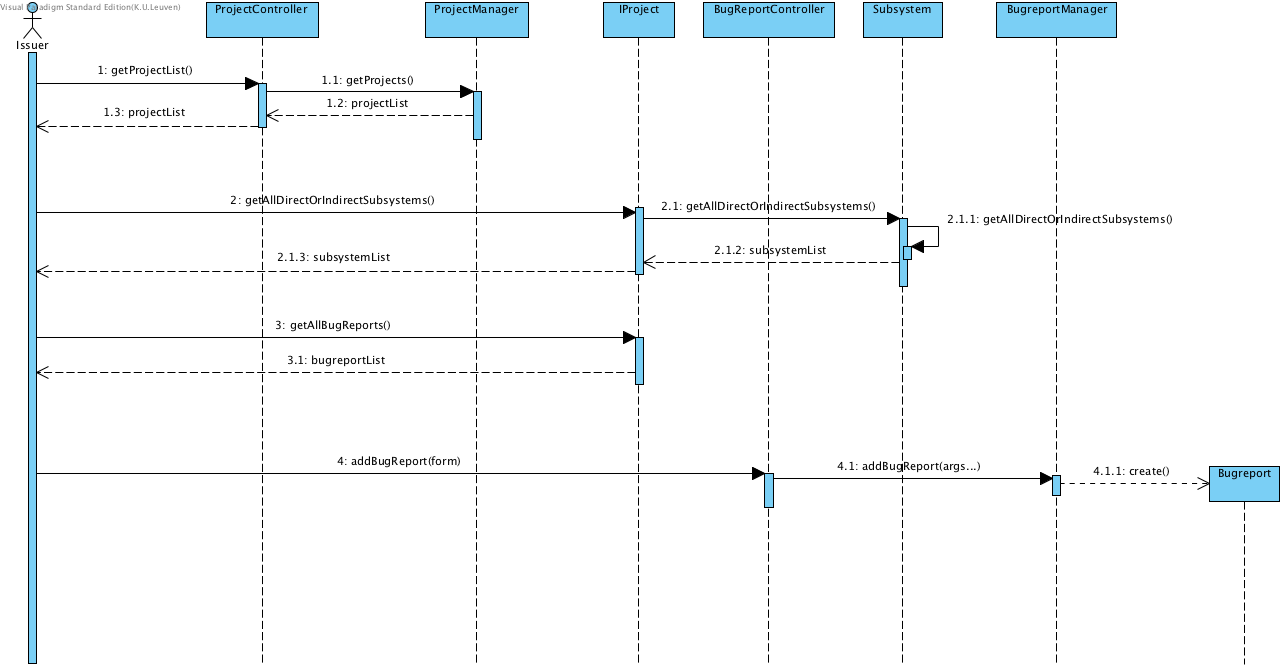 Visual Paradigm Standard Edition(K.U.Leuven)
ProjectController
ProjectManager
IProject
BugReportController
Subsystem
BugreportManager
Issuer
1: getProjectList()
1.1: getProjects()
1.2: projectList
1.3: projectList
2: getAllDirectOrIndirectSubsystems()
2.1: getAllDirectOrIndirectSubsystems()
2.1.1: getAllDirectOrIndirectSubsystems()
2.1.2: subsystemList
2.1.3: subsystemList
3: getAllBugReports()
3.1: bugreportList
4: addBugReport(form)
4.1: addBugReport(args...)
4.1.1: create()
Bugreport